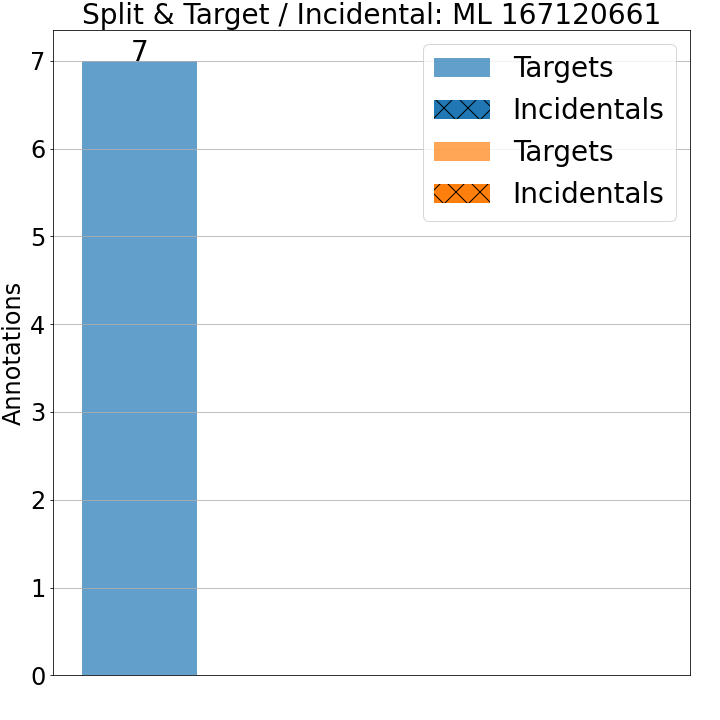 Split & Target / Incidental: ML 167120661
7
Targets
Incidentals
Targets
Incidentals
Annotations
7
6
5
4
3
2
1
0